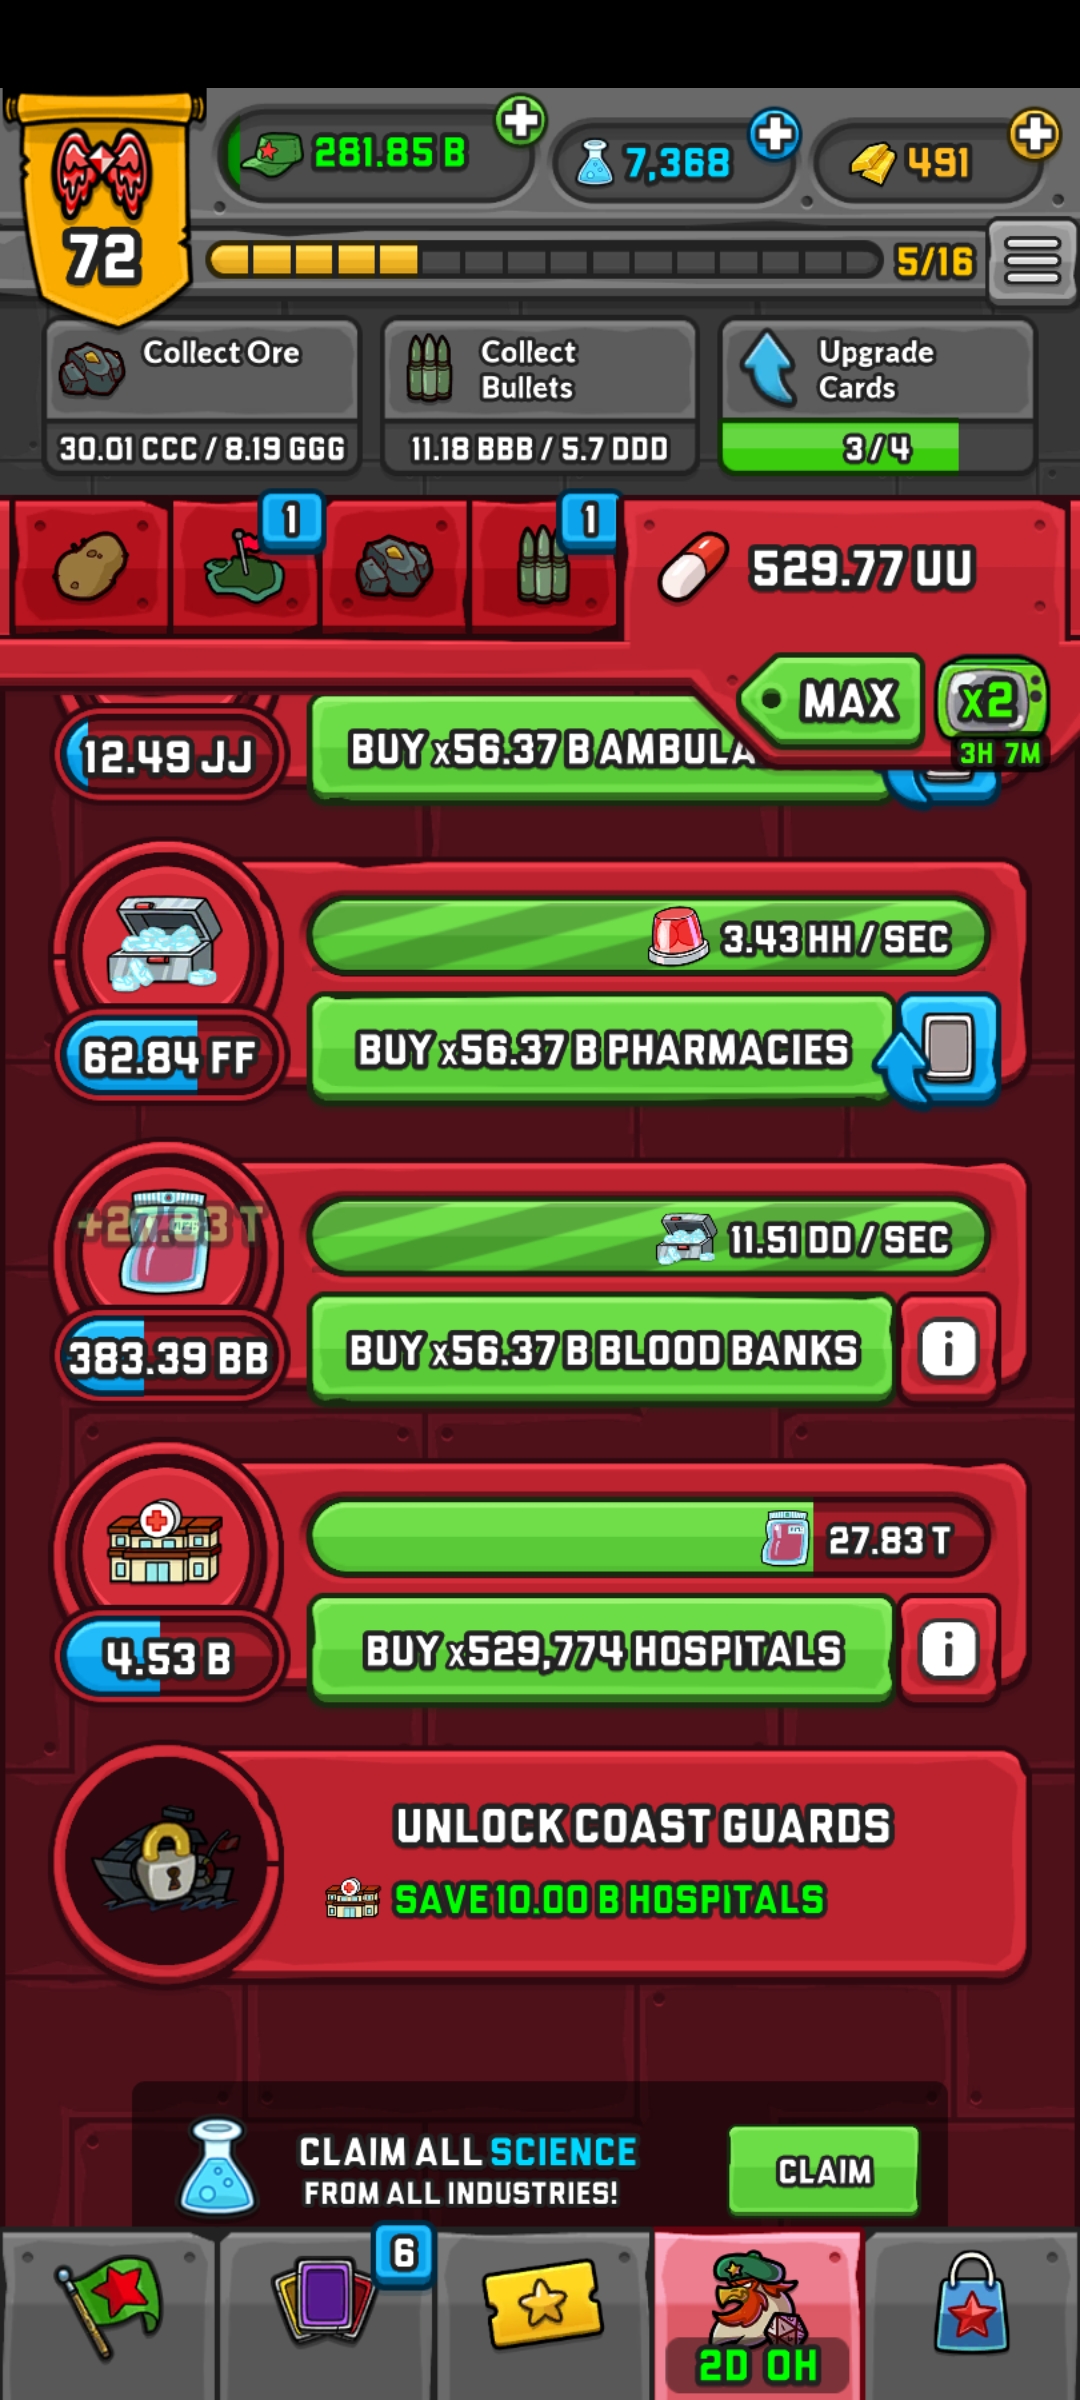 281.85 B
7,368
491
72
5/16
Collect Ore
30.01 CCC / 8.19 GGG
Collect
Bullets
11.18 BBB / 5.7 DDD
Upgrade
Cards
3/4
1
1
529.77 UU
MAX
x2
3H 7M
12.49 JJ
BUY x56.37 B AMBULA
3.43 HH / SEC
62.84 FF
BUY x56.37 B PHARMACIES
+27.83 T
11.51 DD / SEC
383.39 BB
BUY x56.37 B BLOOD BANKS
i
27.83 T
4.53 B
BUY x529,774 HOSPITALS
i
UNLOCK COAST GUARDS
SAVE 10.00 B HOSPITALS
CLAIM ALL SCIENCE
FROM ALL INDUSTRIES!
CLAIM
6
2D 0H